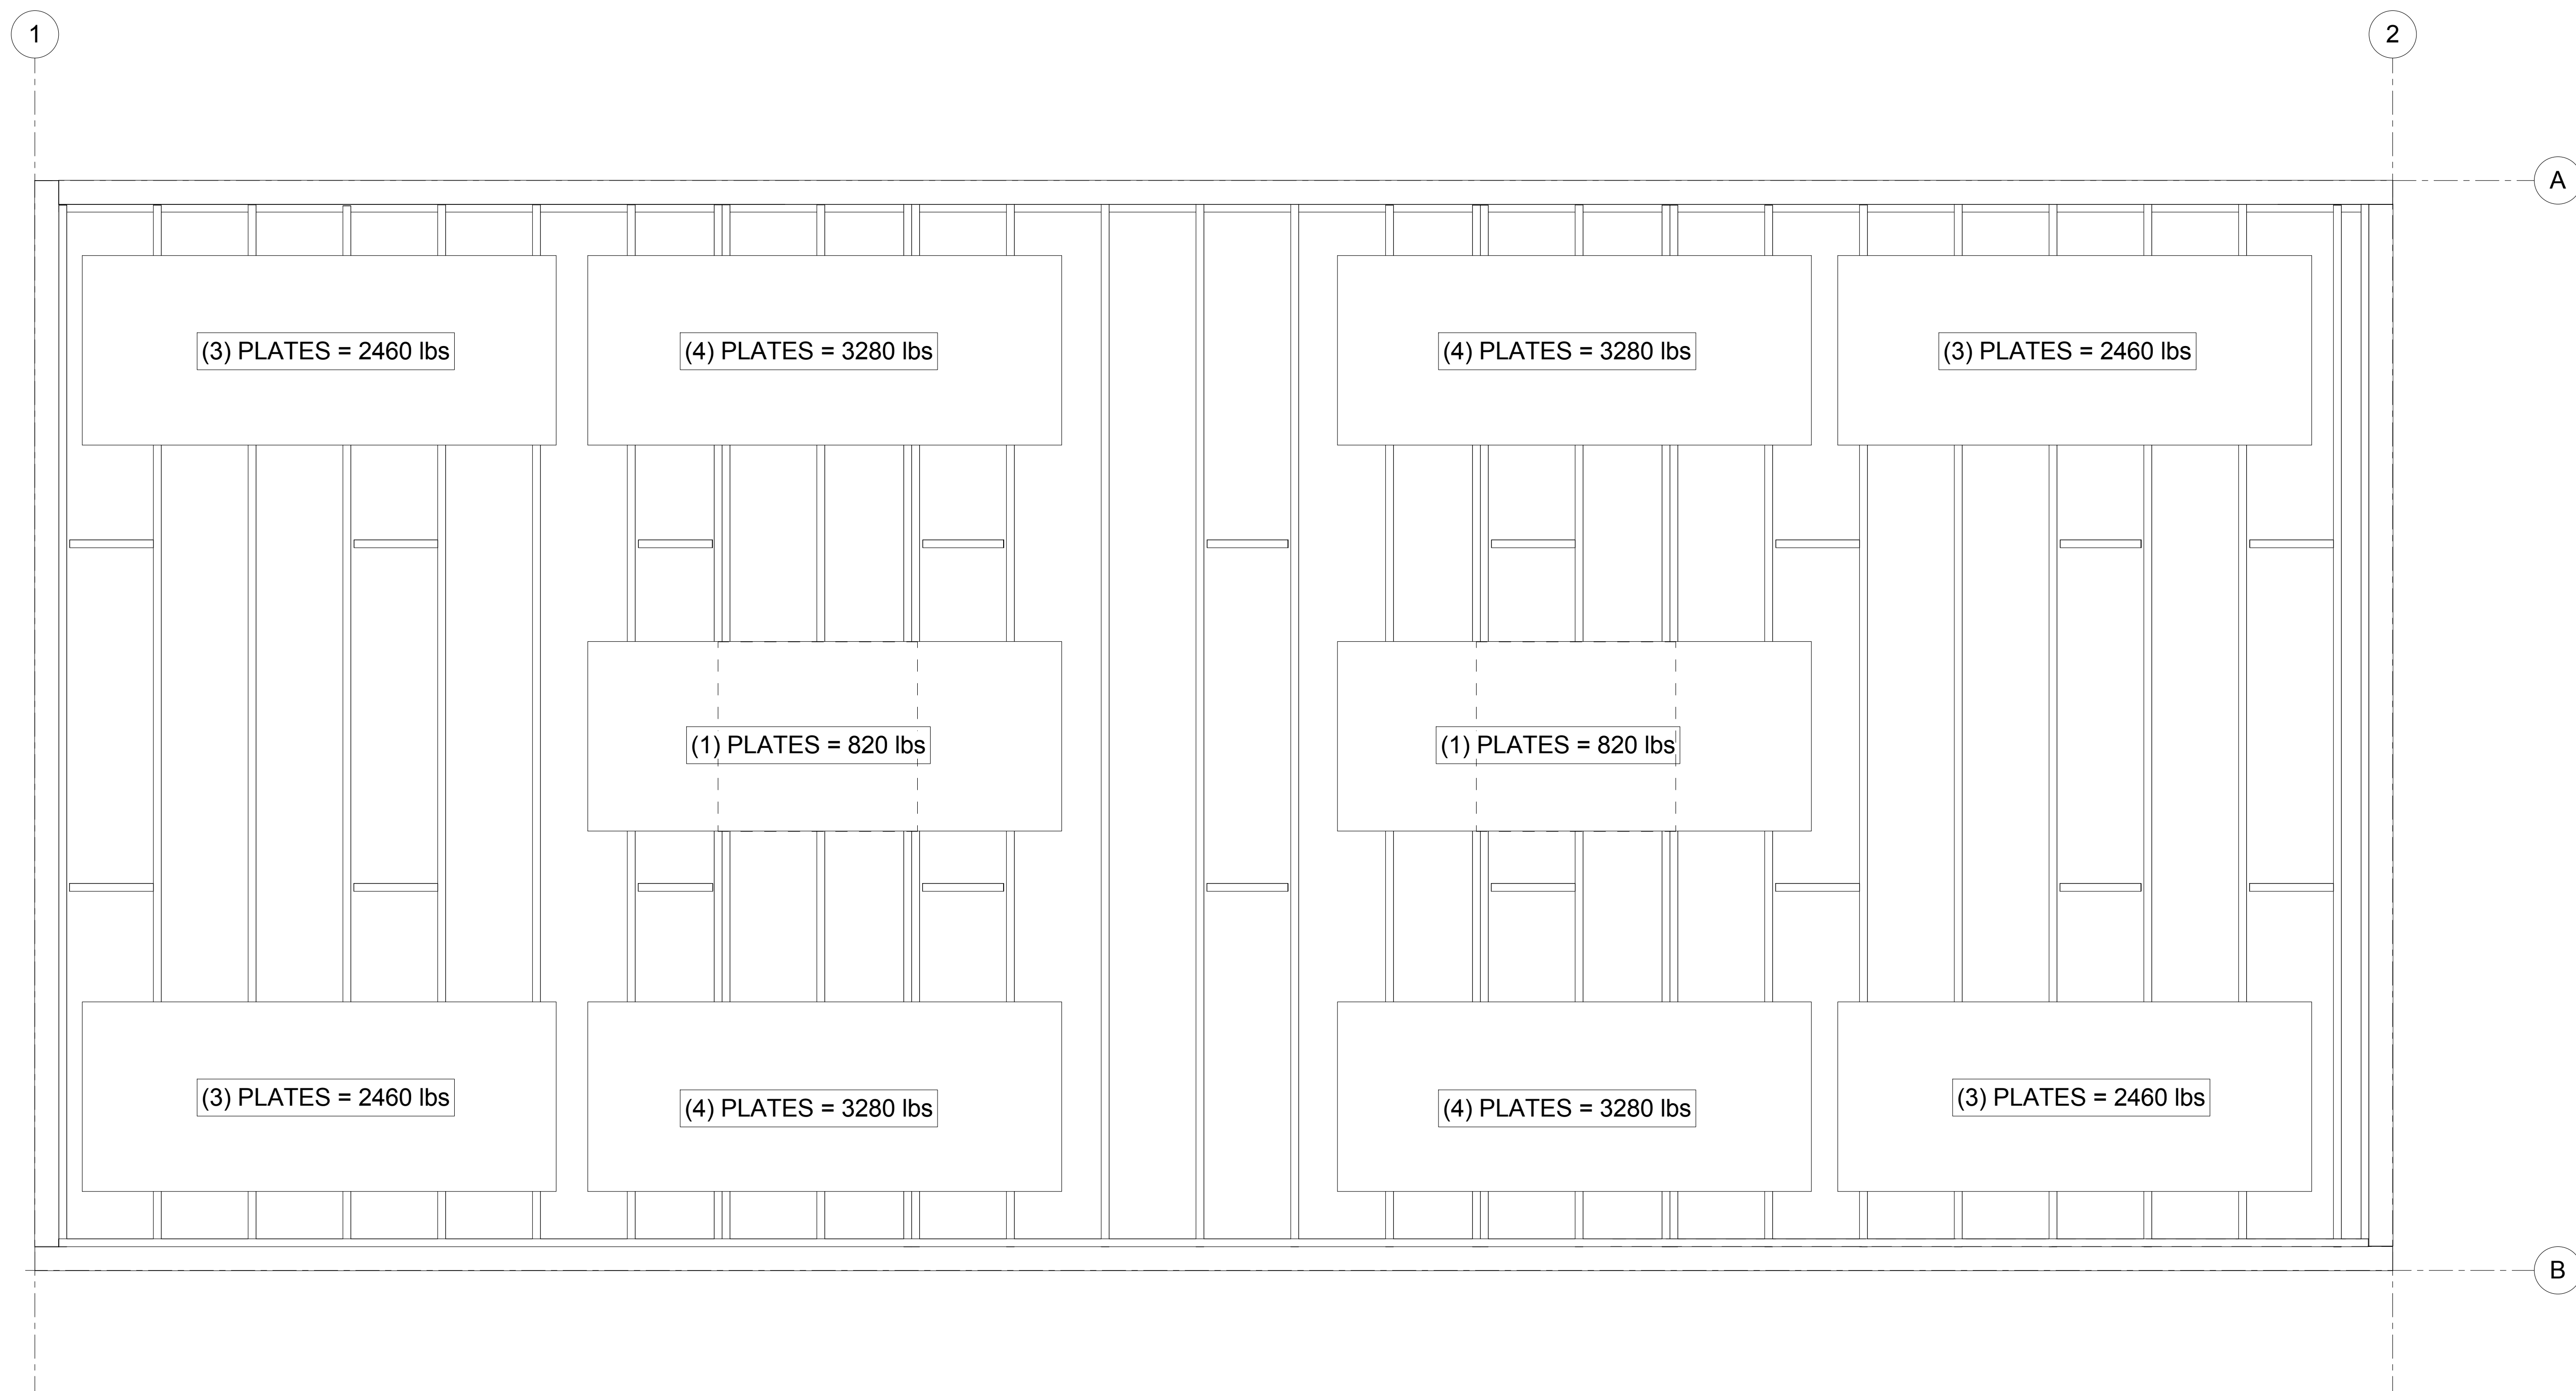 1
2
A
(3) PLATES = 2460 lbs
(4) PLATES = 3280 lbs
(4) PLATES = 3280 lbs
(3) PLATES = 2460 lbs
(1) PLATES = 820 lbs
(1) PLATES = 820 lbs
(3) PLATES = 2460 lbs
(4) PLATES = 3280 lbs
(4) PLATES = 3280 lbs
(3) PLATES = 2460 lbs
B